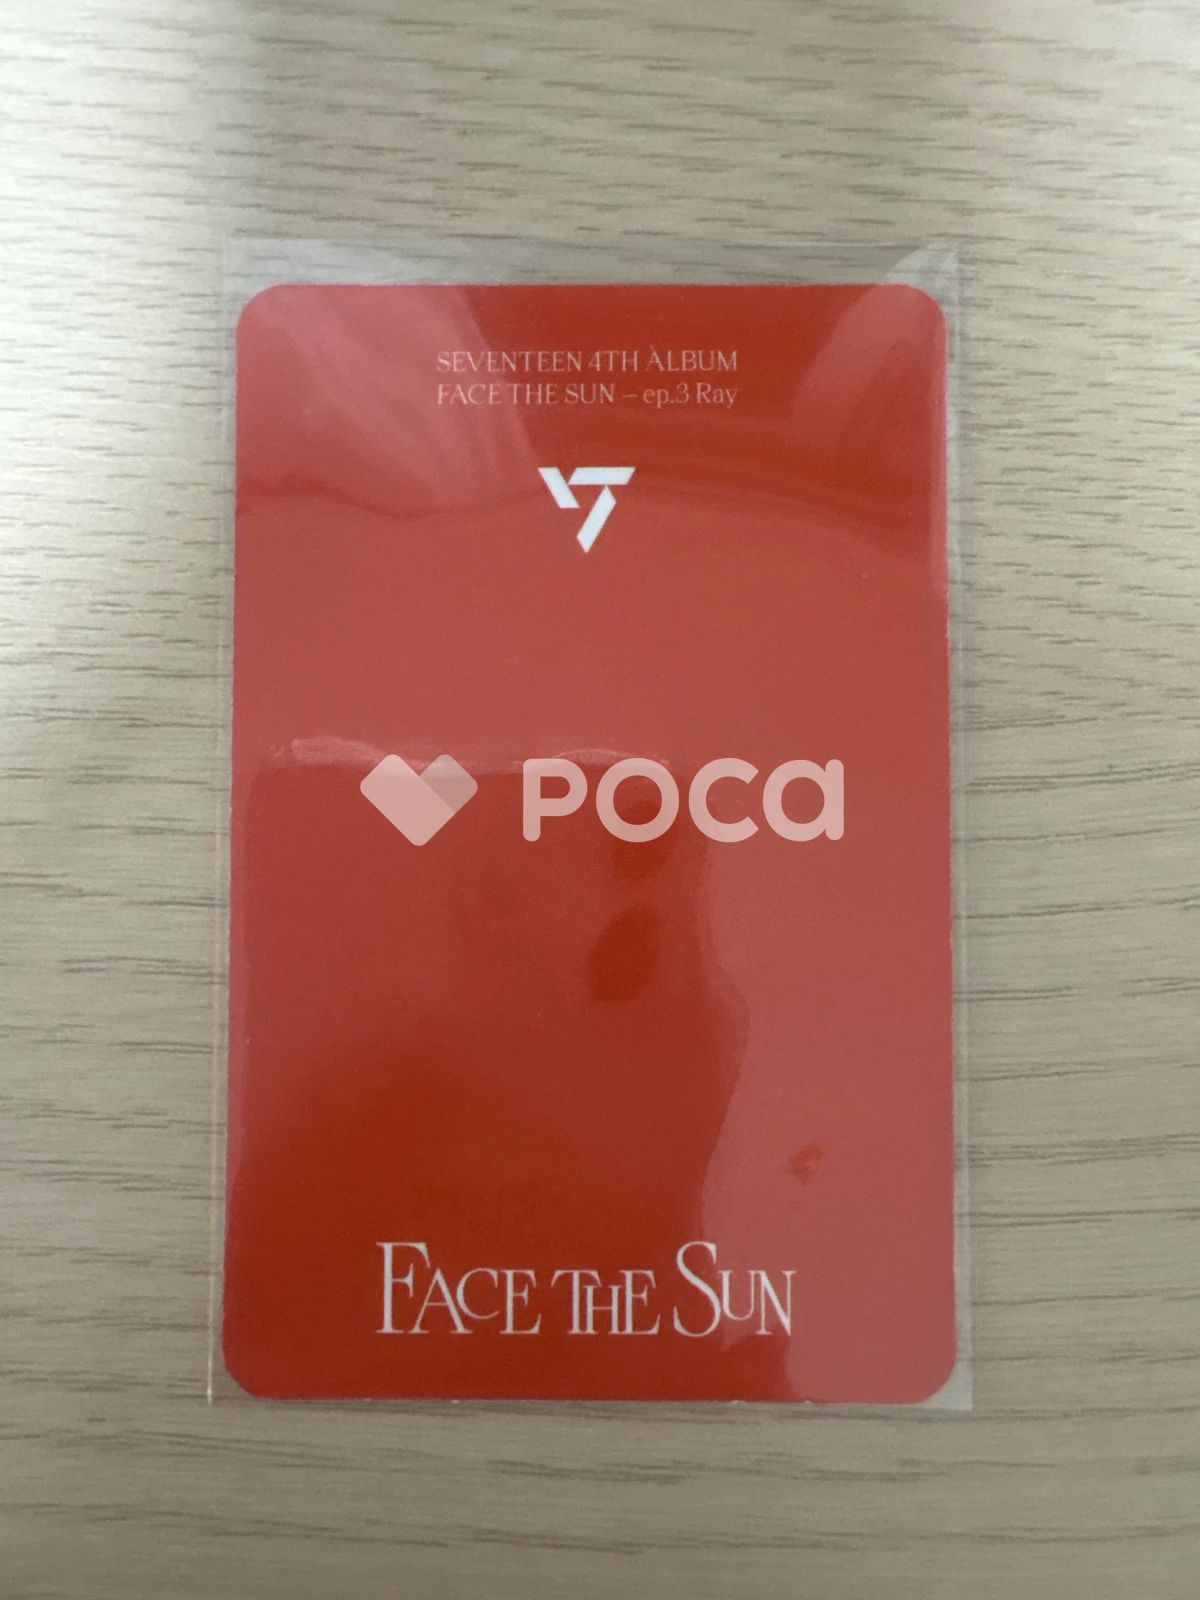 SEVENTEEN 4TH ÀLBUM
FACE THE SUN – ep.3 Ray
POCA
FACE THE SUN